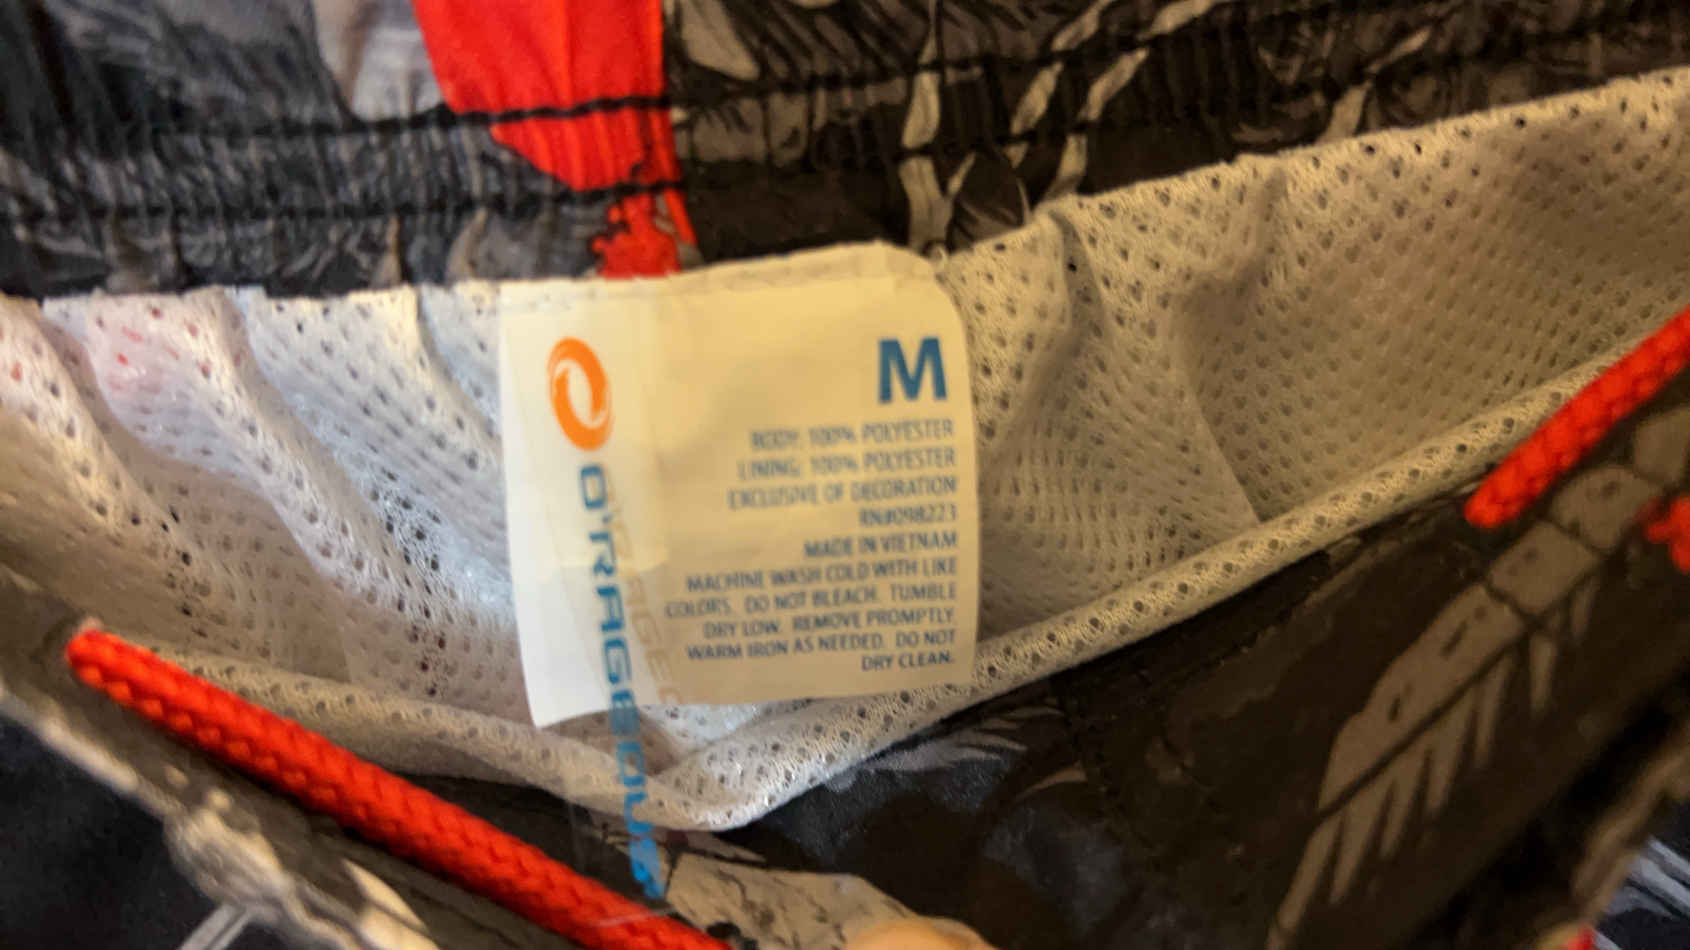 M
BODY: 100% POLYESTER
LINING: 100% POLYESTER
EXCLUSIVE OF DECORATION
RN#098223
MADE IN VIETNAM
MACHINE WASH COLD WITH LIKE
COLORS. DO NOT BLEACH. TUMBLE
DRY LOW. REMOVE PROMPTLY.
WARM IRON AS NEEDED. DO NOT
DRY CLEAN.
O'RAGEOUS